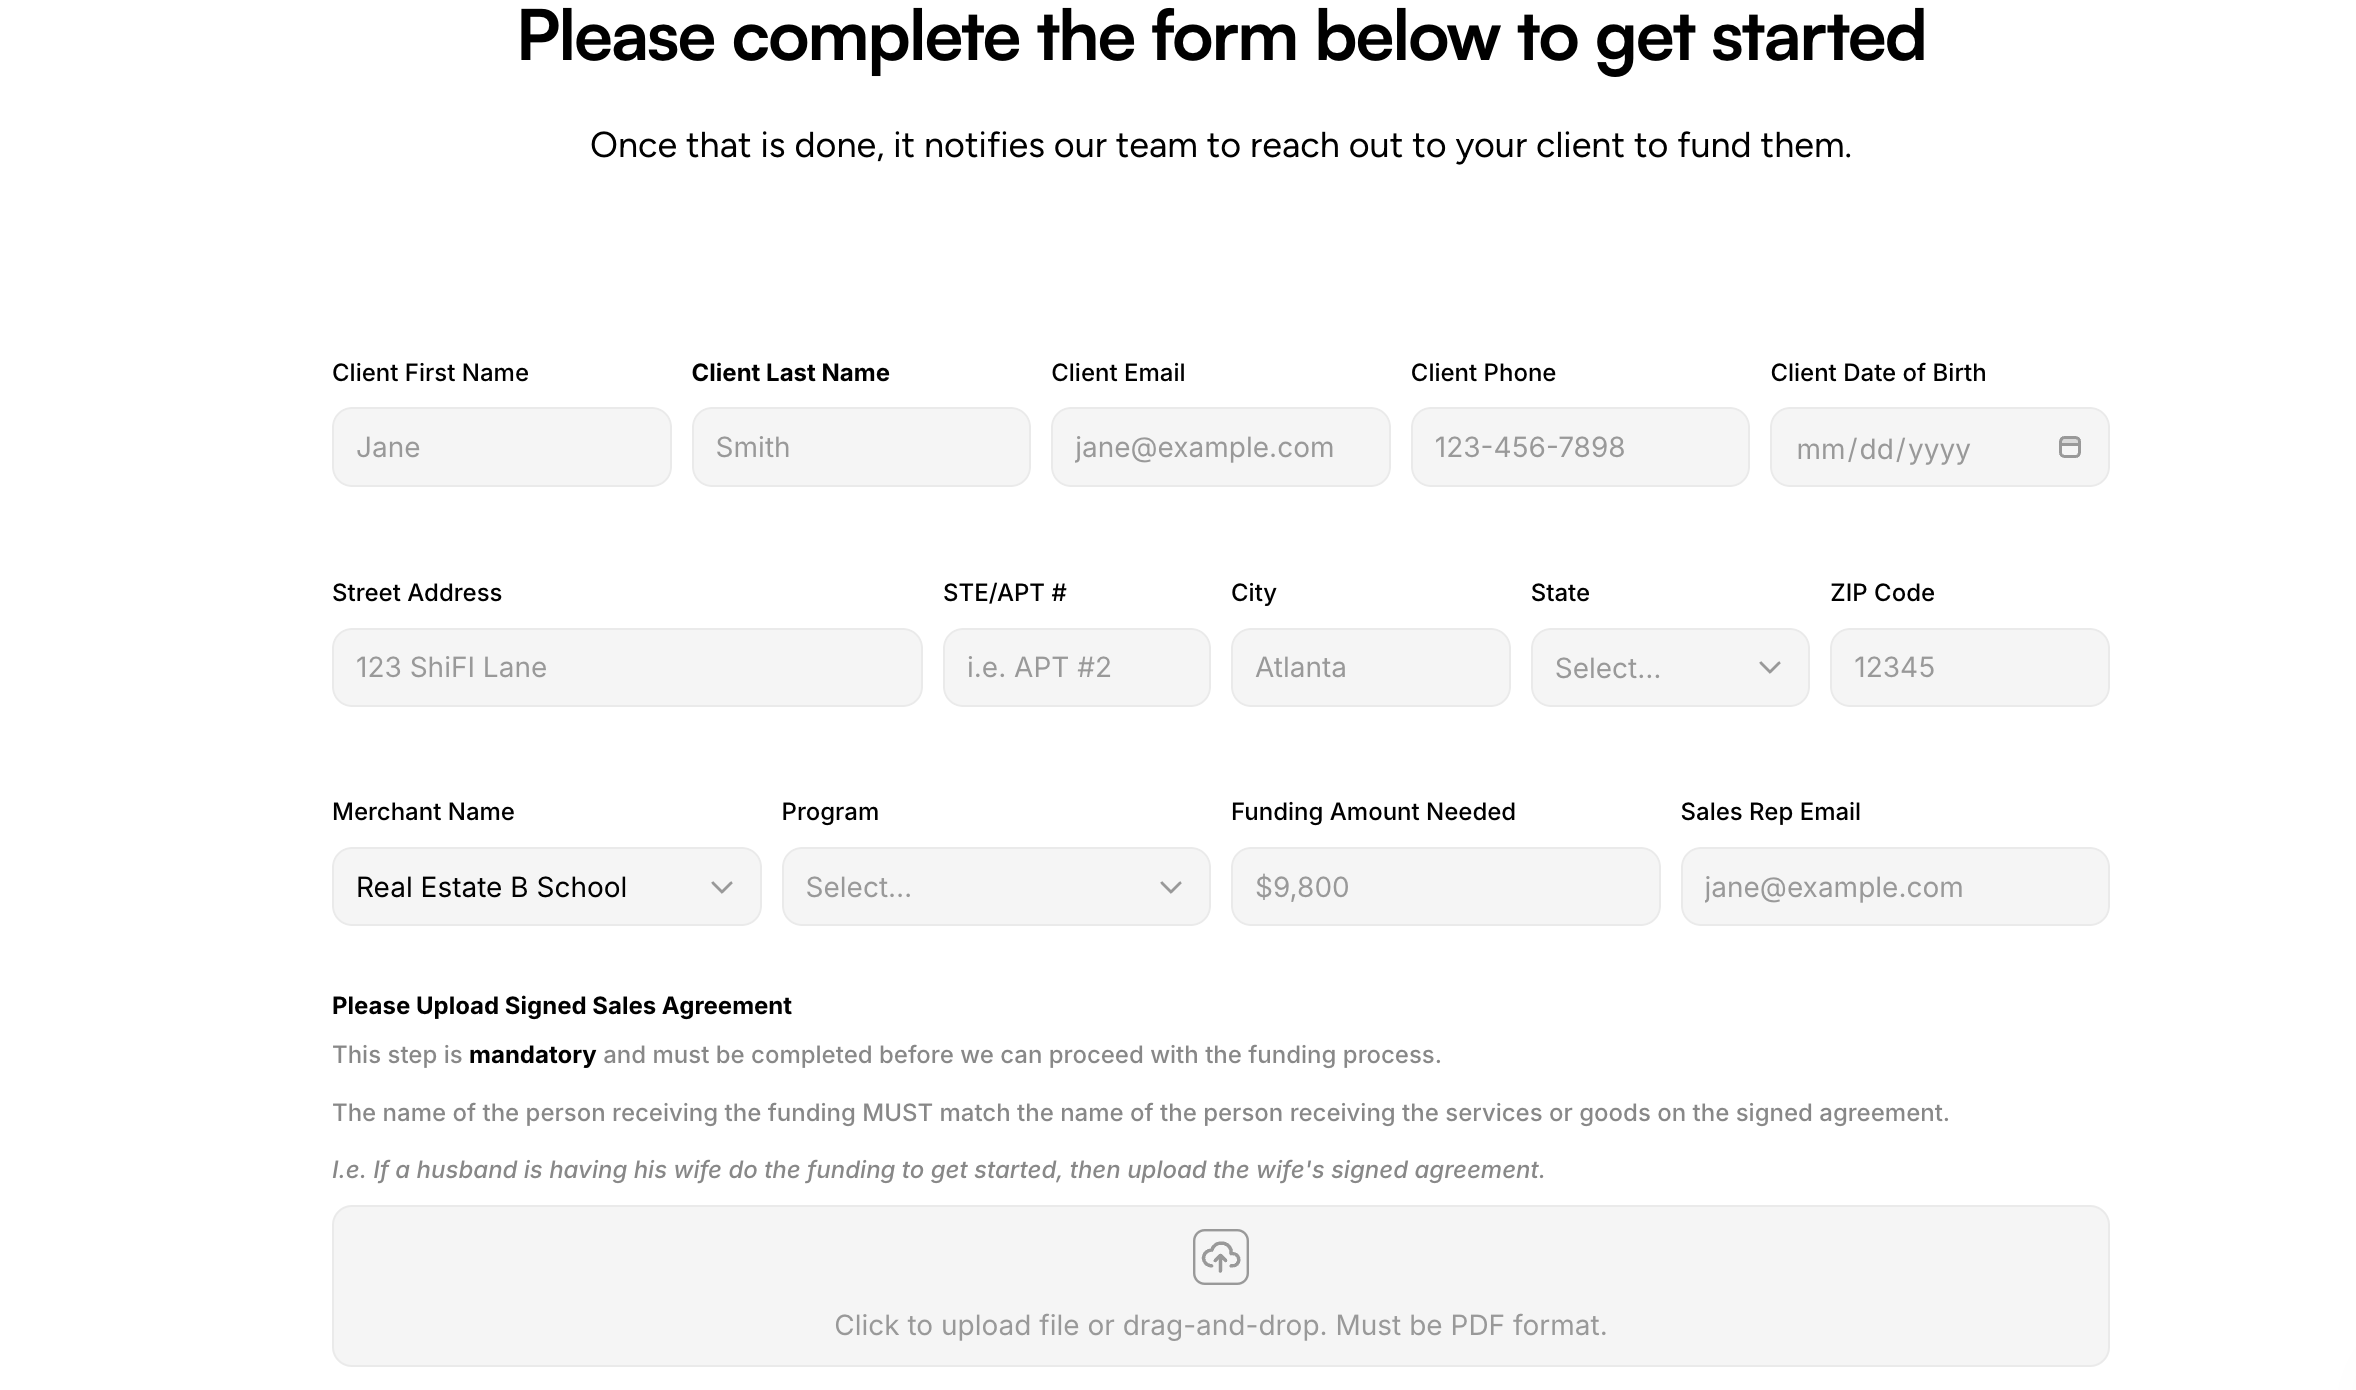 Please complete the form below to get started
Once that is done, it notifies our team to reach out to your client to fund them.
Client First Name Client Last Name Client Email Client Phone Client Date of Birth
Jane Smith jane@example.com 123-456-7898 mm/dd/yyyy
Street Address STE/APT # City State ZIP Code
123 ShiFI Lane i.e. APT #2 Atlanta Select... 12345
Merchant Name Program Funding Amount Needed Sales Rep Email
Real Estate B School Select... $9,800 jane@example.com
Please Upload Signed Sales Agreement
This step is mandatory and must be completed before we can proceed with the funding process.
The name of the person receiving the funding MUST match the name of the person receiving the services or goods on the signed agreement.
I.e. If a husband is having his wife do the funding to get started, then upload the wife's signed agreement.
Click to upload file or drag-and-drop. Must be PDF format.